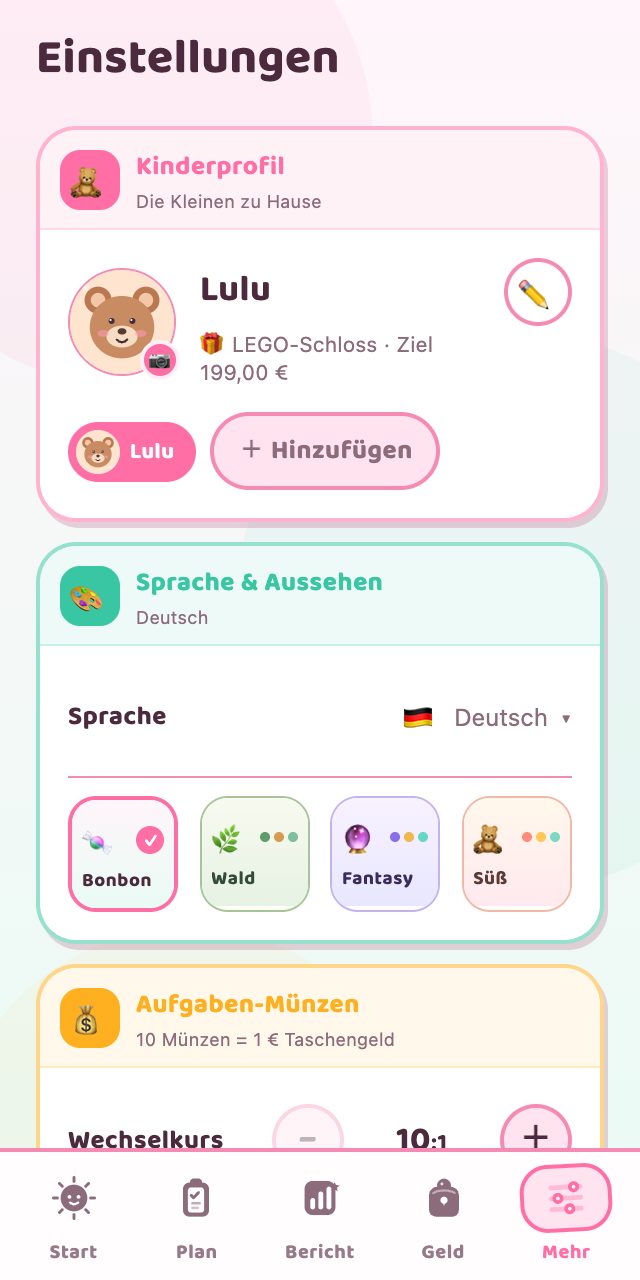 Einstellungen
Kinderprofil
Die Kleinen zu Hause
Lulu
🎁 LEGO-Schloss · Ziel
199,00 €
Lulu
+ Hinzufügen
Sprache & Aussehen
Deutsch
Sprache
Deutsch ▾
Bonbon
Wald
Fantasy
Süß
Aufgaben-Münzen
10 Münzen = 1 € Taschengeld
Wechselkurs − 10:1 +
Start
Plan
Bericht
Geld
Mehr